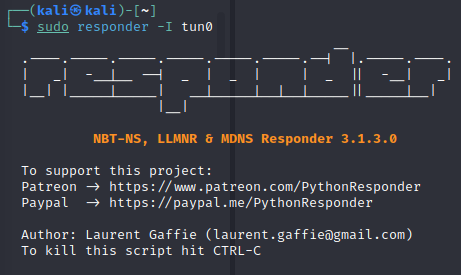 ┌──(kali㉿kali)-[~]
└─$ sudo responder -I tun0
NBT-NS, LLMNR & MDNS Responder 3.1.3.0
To support this project:
Patreon -> https://www.patreon.com/PythonResponder
Paypal -> https://paypal.me/PythonResponder
Author: Laurent Gaffie (laurent.gaffie@gmail.com)
To kill this script hit CTRL-C